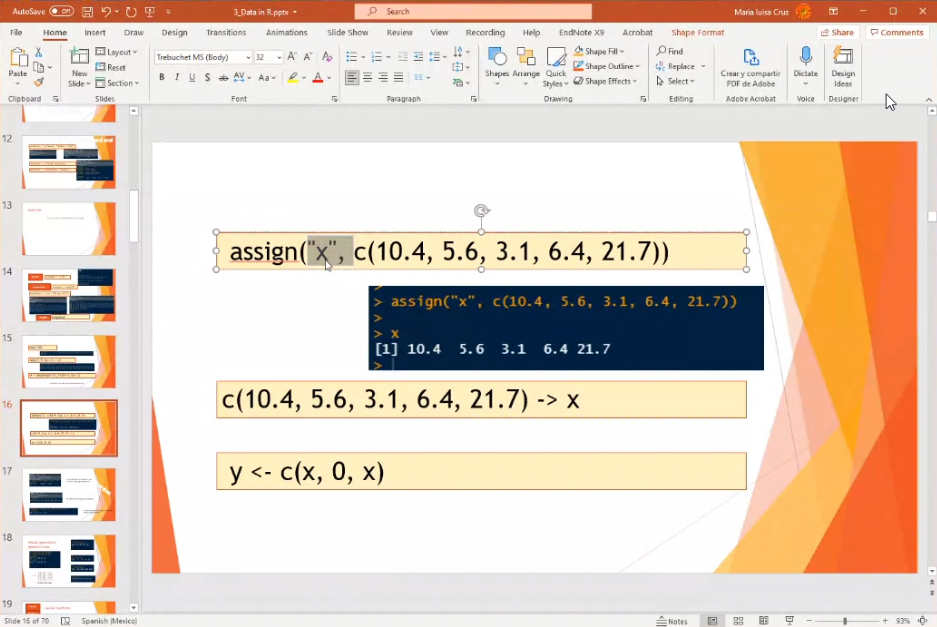 AutoSave Off 3_Data in R.pptx Search Maria luisa Cruz
File Home Insert Draw Design Transitions Animations Slide Show Review View Recording Help EndNote X9 Acrobat Shape Format Share Comments
Paste
New
Slide
Layout
Reset
Section
Trebuchet MS (Body) 32
B I U S ab AV Aa A
Shapes Arrange Quick
Styles
Shape Fill
Shape Outline
Shape Effects
Find
Replace
Select
Crear y compartir
PDF de Adobe
Dictate
Design
Ideas
Clipboard Slides Font Paragraph Drawing Editing Adobe Acrobat Voice Designer
12
13
14
15
16
17
18
19
assign("x", c(10.4, 5.6, 3.1, 6.4, 21.7))
> assign("x", c(10.4, 5.6, 3.1, 6.4, 21.7))
>
> x
[1] 10.4 5.6 3.1 6.4 21.7
>
c(10.4, 5.6, 3.1, 6.4, 21.7) -> x
y <- c(x, 0, x)
Slide 16 of 70 Spanish (Mexico) Notes 93%